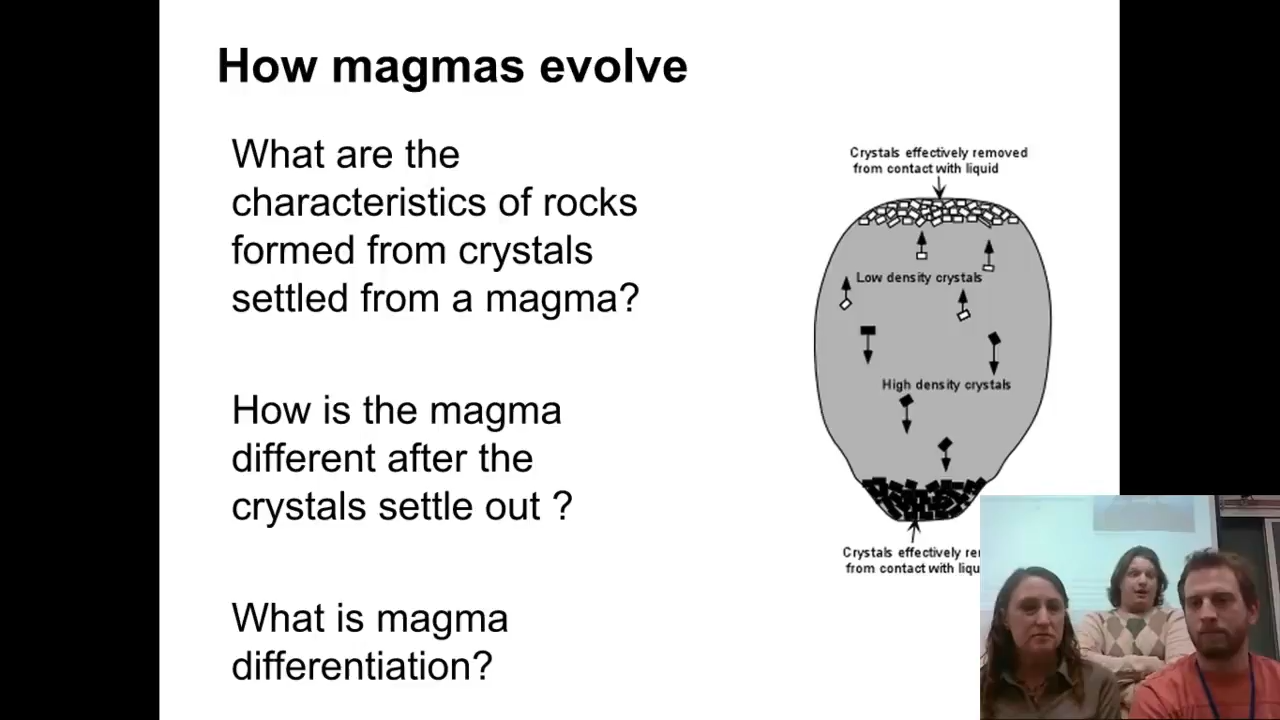 How magmas evolve
What are the
characteristics of rocks
formed from crystals
settled from a magma?
How is the magma
different after the
crystals settle out ?
What is magma
differentiation?
Crystals effectively removed
from contact with liquid
Low density crystals
High density crystals
Crystals effectively
from contact with